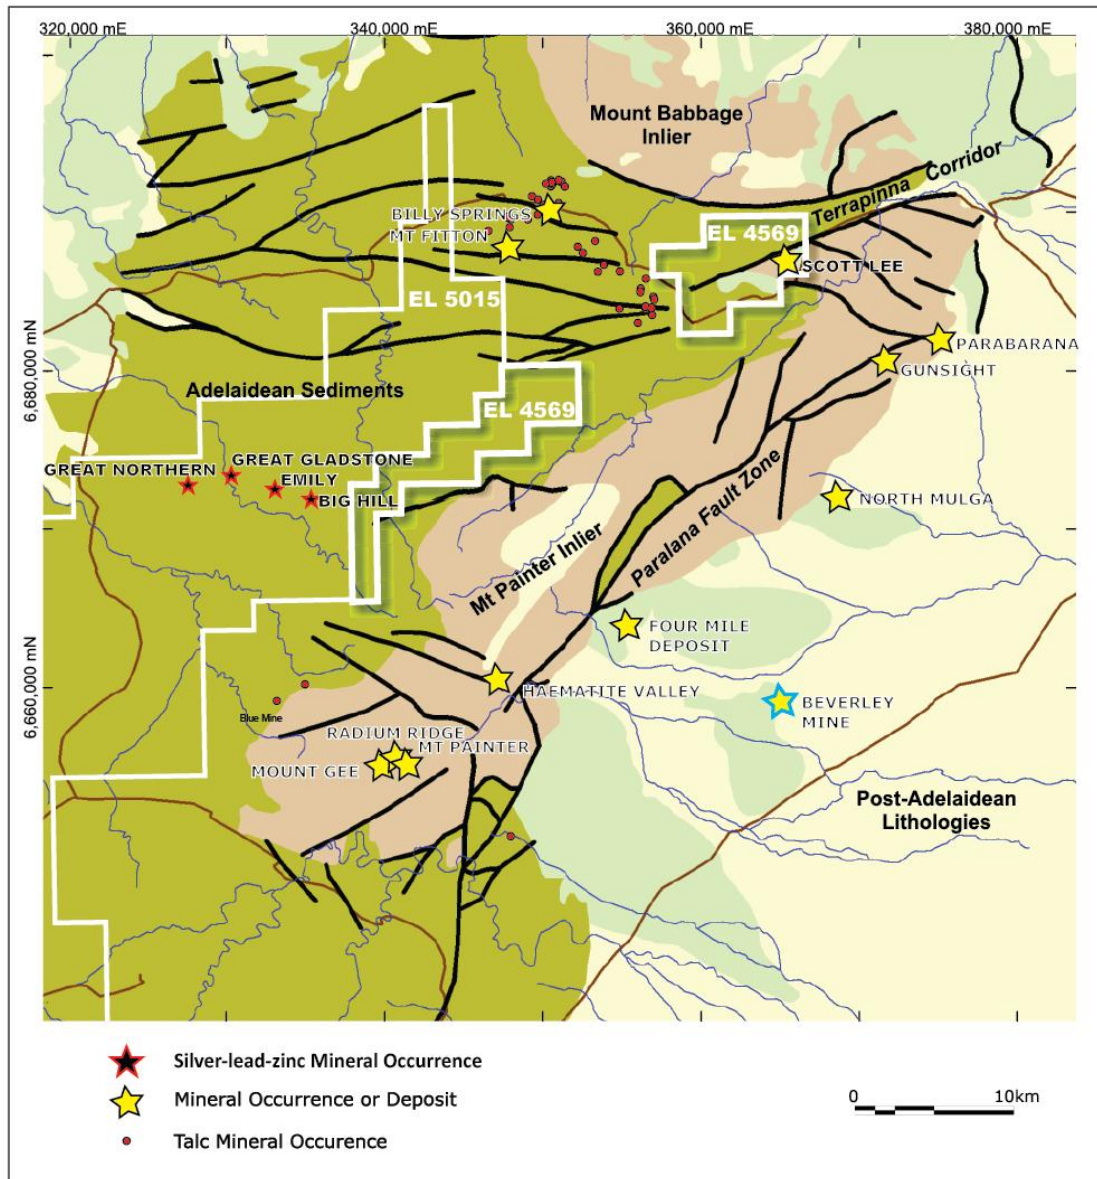 320,000 mE
340,000 mE
360,000 mE
380,000 mE
Mount Babbage
Inlier
Terrapinna Corridor
BILLY SPRINGS
MT FITTON
EL 4569
SCOTT LEE
EL 5015
6,680,000 mN
PARABARANA
GUNSIGHT
Adelaidean Sediments
EL 4569
GREAT NORTHERN
GREAT GLADSTONE
EMILY
BIG HILL
NORTH MULGA
Paralana Fault Zone
Mt Painter Inlier
FOUR MILE
DEPOSIT
6,660,000 mN
HAEMATITE VALLEY
BEVERLEY
MINE
Blue Mine
RADIUM RIDGE
MT PAINTER
MOUNT GEE
Post-Adelaidean
Lithologies
Silver-lead-zinc Mineral Occurrence
Mineral Occurrence or Deposit
Talc Mineral Occurence
0 10km